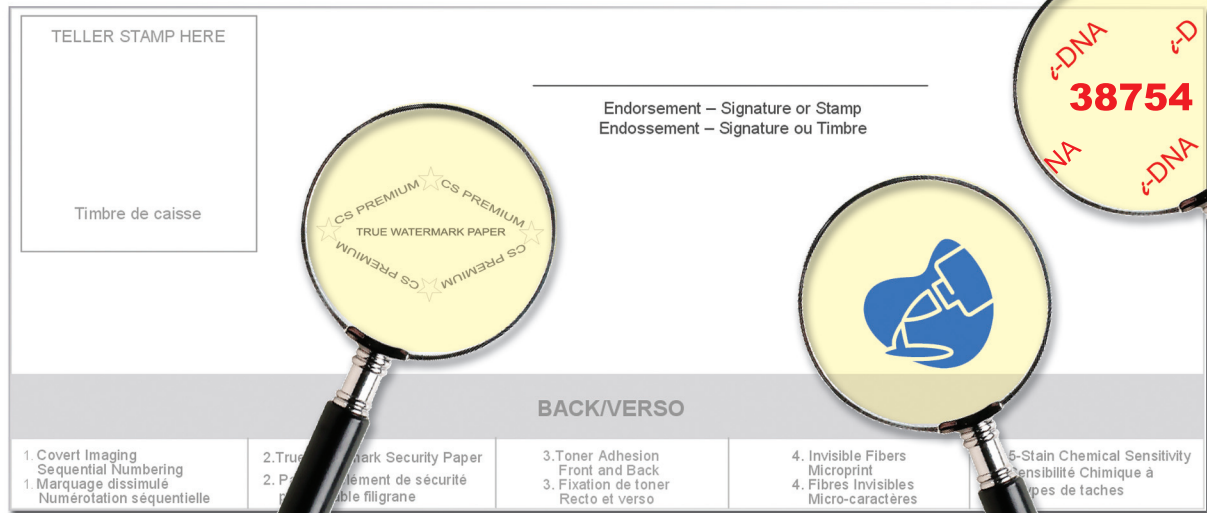 TELLER STAMP HERE
Timbre de caisse
Endorsement – Signature or Stamp
Endossement – Signature ou Timbre
CS PREMIUM
CS PREMIUM
TRUE WATERMARK PAPER
CS PREMIUM
CS PREMIUM
i-DNA
i-D
38754
NA
i-DNA
BACK/VERSO
1. Covert Imaging
Sequential Numbering
1. Marquage dissimulé
Numérotation séquentielle
2.True mark Security Paper
2. Pa lément de sécurité
able filigrane
3.Toner Adhesion
Front and Back
3. Fixation de toner
Recto et verso
4. Invisible Fibers
Microprint
4. Fibres Invisibles
Micro-caractères
5-Stain Chemical Sensitivity
ensibilité Chimique à
ypes de taches